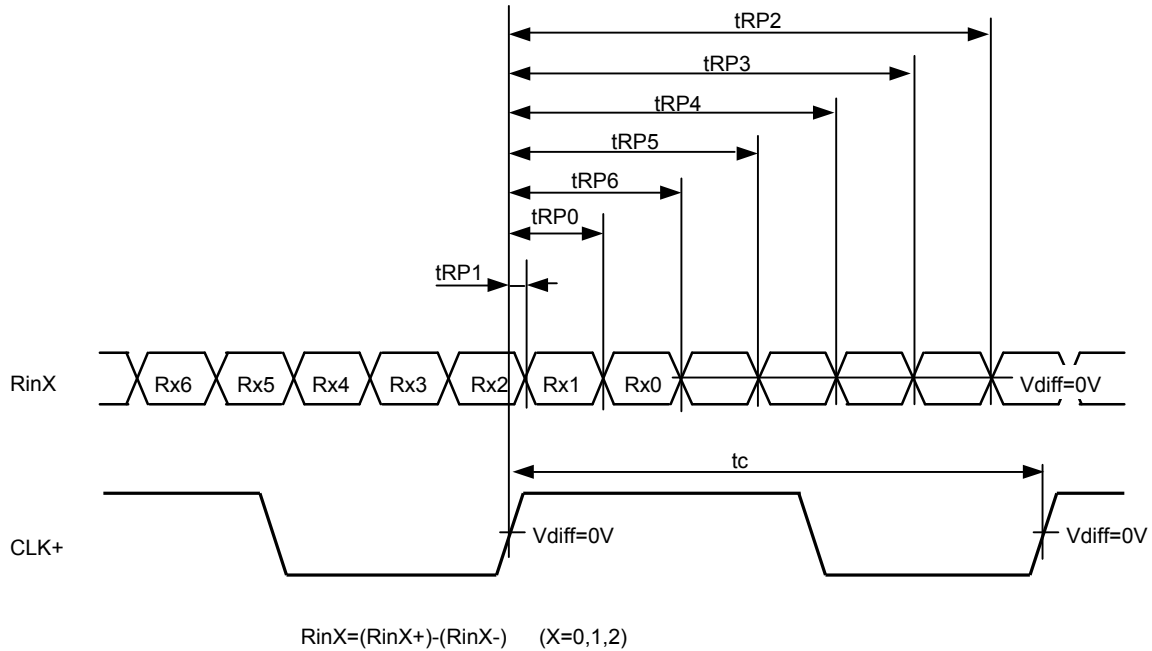 tRP2
tRP3
tRP4
tRP5
tRP6
tRP0
tRP1
RinX Rx6 Rx5 Rx4 Rx3 Rx2 Rx1 Rx0 Vdiff=0V
tc
CLK+ Vdiff=0V Vdiff=0V
RinX=(RinX+)-(RinX-) (X=0,1,2)